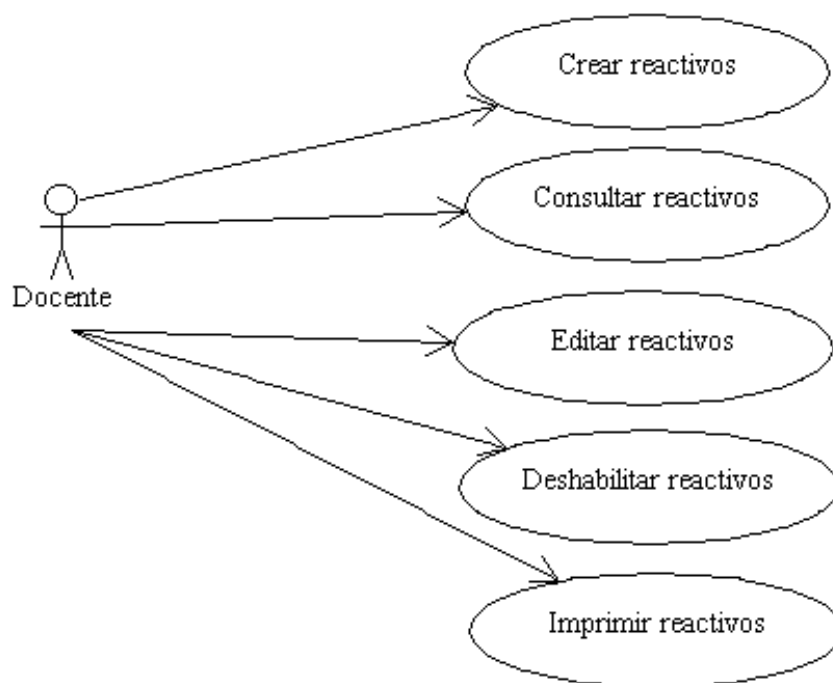 Crear reactivos
Consultar reactivos
Docente
Editar reactivos
Deshabilitar reactivos
Imprimir reactivos